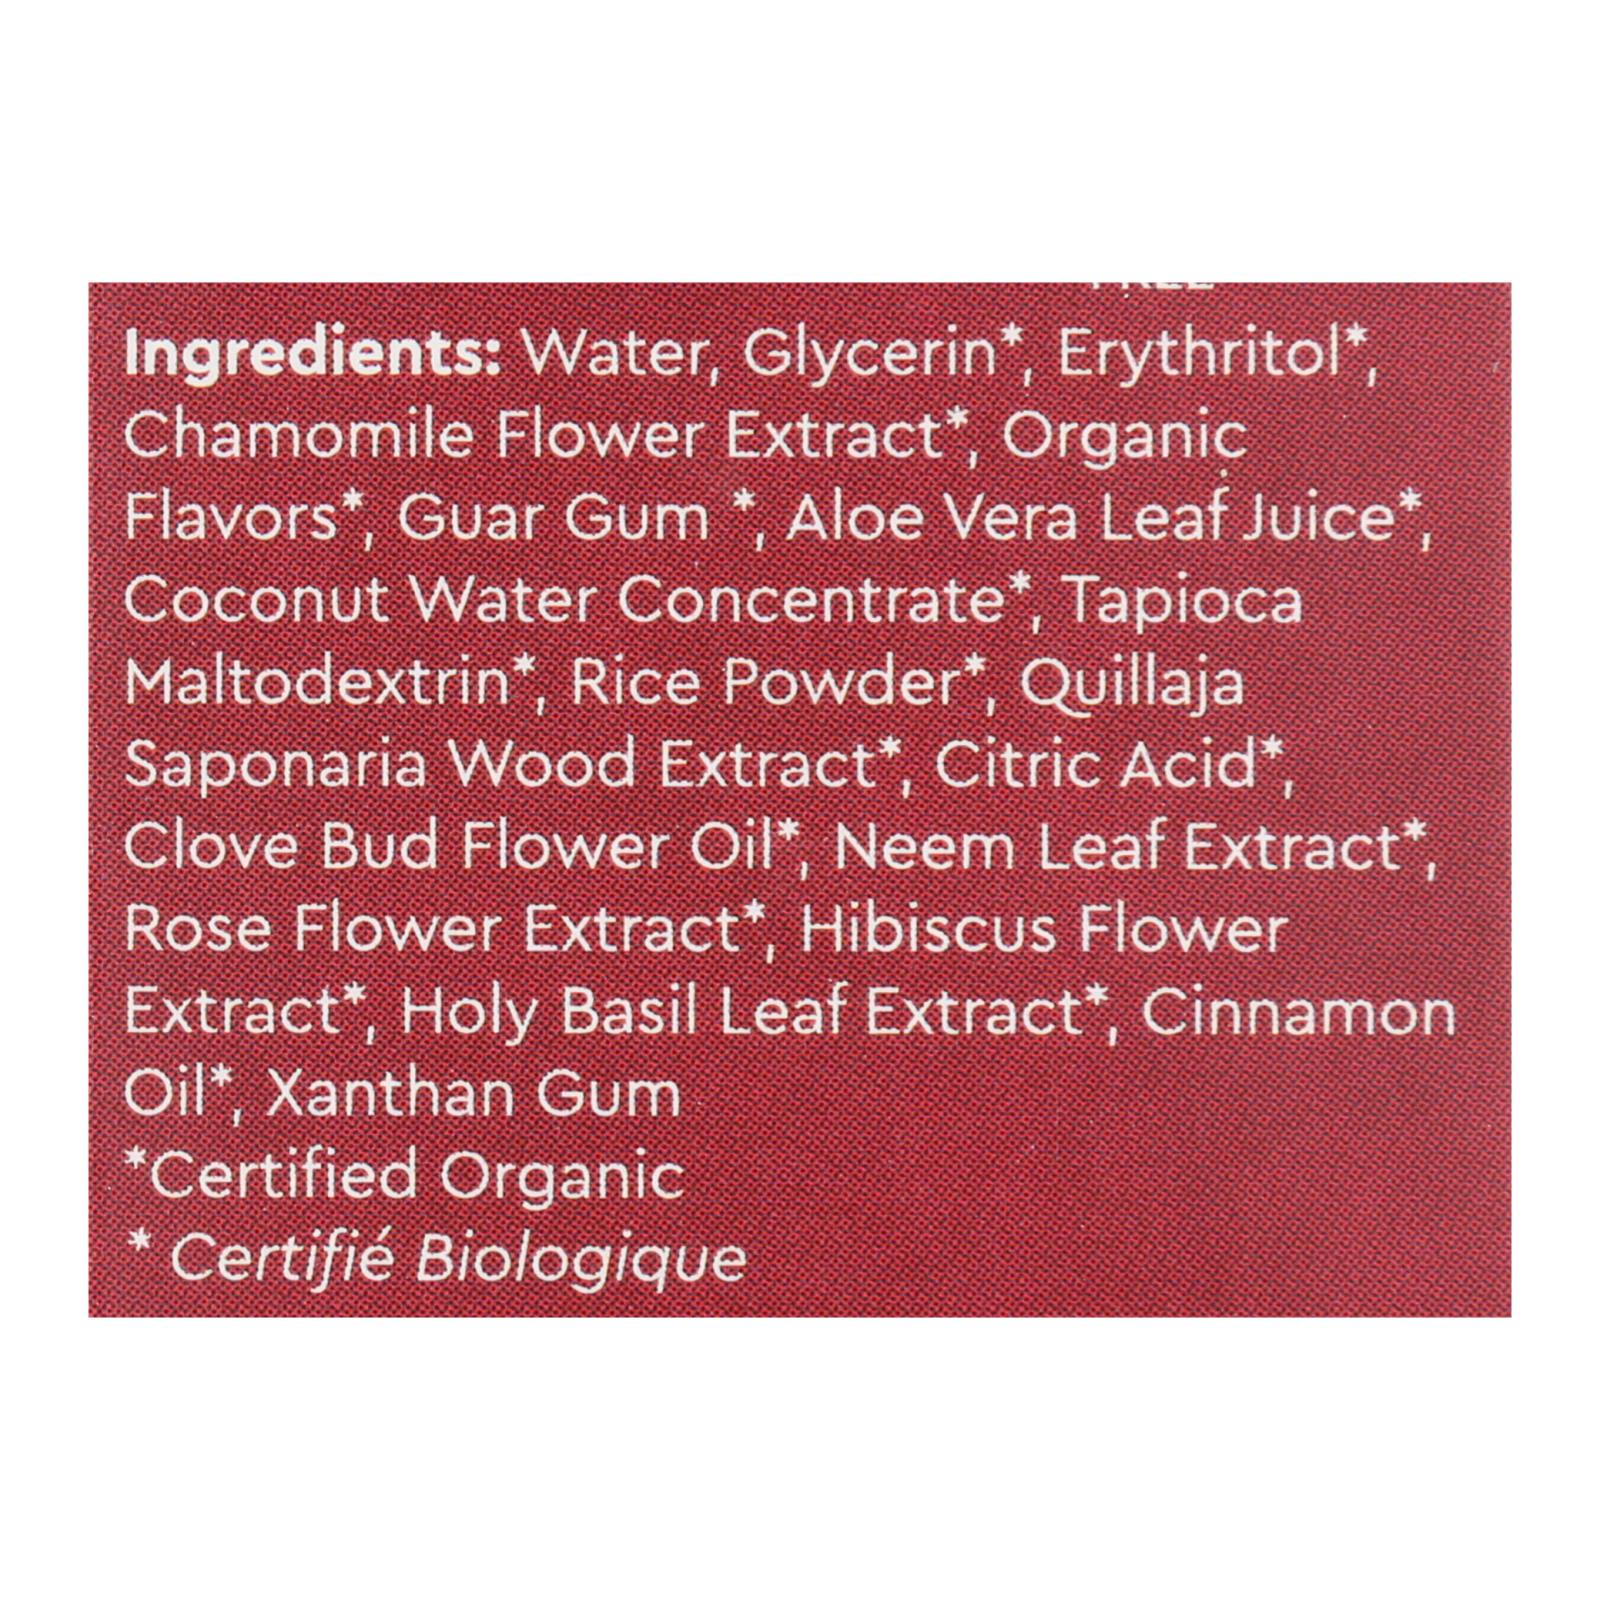 Ingredients: Water, Glycerin*, Erythritol*,
Chamomile Flower Extract*, Organic
Flavors*, Guar Gum *, Aloe Vera Leaf Juice*,
Coconut Water Concentrate*, Tapioca
Maltodextrin*, Rice Powder*, Quillaja
Saponaria Wood Extract*, Citric Acid*,
Clove Bud Flower Oil*, Neem Leaf Extract*,
Rose Flower Extract*, Hibiscus Flower
Extract*, Holy Basil Leaf Extract*, Cinnamon
Oil*, Xanthan Gum
*Certified Organic
* Certifié Biologique